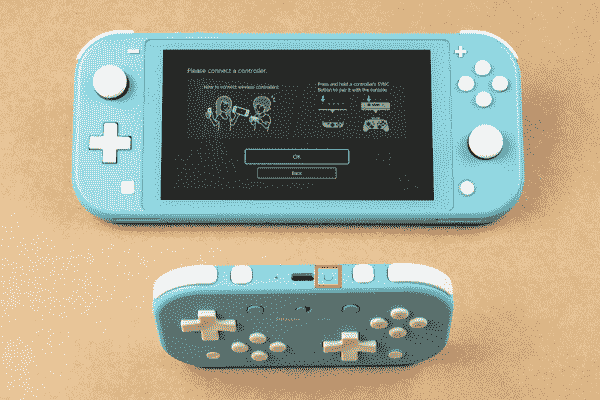 Please connect a controller.
How to connect wireless controllers
Press and hold a controller's SYNC
Button to pair it with the console.
OK
Back